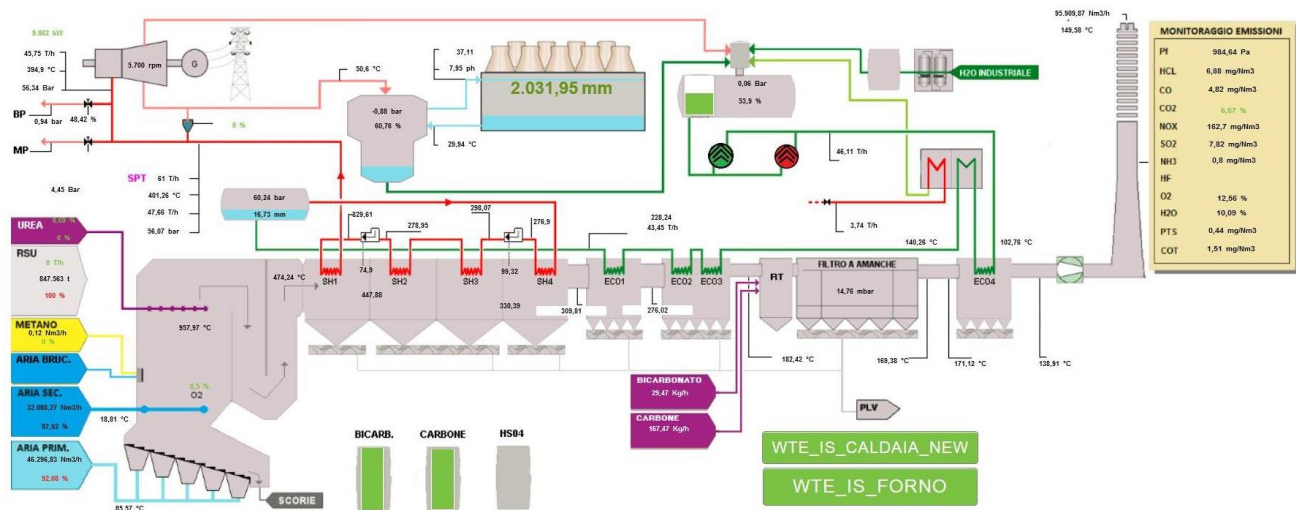 9.862 kW
45,75 T/h
394,9 °C
56,34 Bar
5.700 rpm
G
BP
0,94 bar
48,42 %
MP
0 %
50,6 °C
37,11
7,95 ph
2.031,95 mm
-0,88 bar
60,76 %
29,94 °C
0,06 Bar
53,9 %
H2O INDUSTRIALE
46,11 T/h
3,74 T/h
95.909,87 Nm3/h
149,58 °C
MONITORAGGIO EMISSIONI
Pf 984,64 Pa
HCL 6,88 mg/Nm3
CO 4,82 mg/Nm3
CO2 6,67 %
NOX 162,7 mg/Nm3
SO2 7,82 mg/Nm3
NH3 0,8 mg/Nm3
HF
O2 12,56 %
H2O 10,09 %
PTS 0,44 mg/Nm3
COT 1,51 mg/Nm3
SPT 61 T/h
401,26 °C
47,66 T/h
56,07 bar
4,45 Bar
60,24 bar
16,73 mm
329,61
278,95
298,07
276,9
228,24
43,45 T/h
140,26 °C
102,76 °C
UREA
0 %
RSU
0 T/h
847.563 t
100 %
METANO
0,12 Nm3/h
0 %
ARIA BRUC.
ARIA SEC.
32.088,27 Nm3/h
87,92 %
18,81 °C
ARIA PRIM.
46.296,83 Nm3/h
92,08 %
85,57 °C
SCORIE
957,97 °C
8,5 %
O2
474,24 °C
SH1
74,9
SH2
447,88
SH3
99,32
330,39
SH4
309,81
ECO1
276,02
ECO2
ECO3
RT
FILTRO A AMANCHE
14,76 mbar
ECO4
182,42 °C
169,38 °C
171,12 °C
138,91 °C
BICARBONATO
29,47 Kg/h
CARBONE
167,47 Kg/h
PLV
BICARB.
CARBONE
HS04
WTE_IS_CALDAIA_NEW
WTE_IS_FORNO